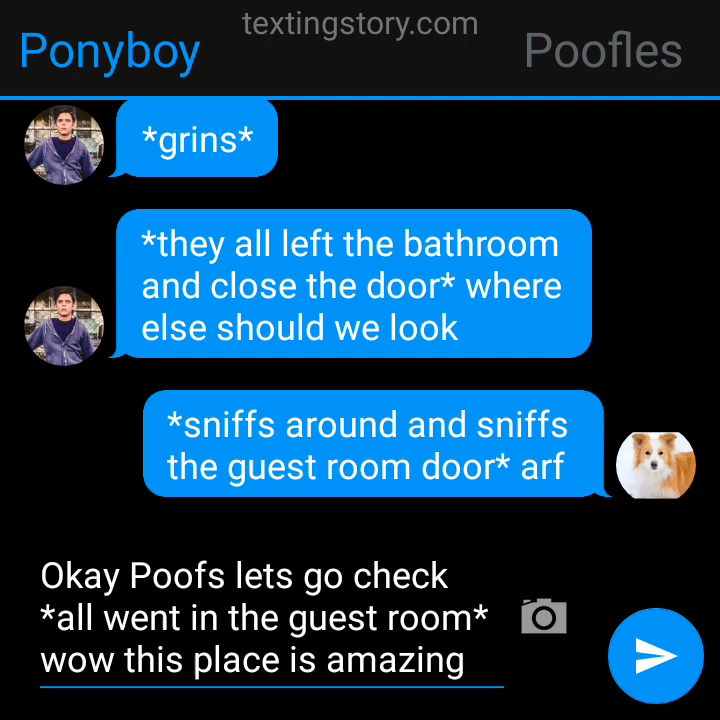 textingstory.com
Ponyboy
Poofles
*grins*
*they all left the bathroom
and close the door* where
else should we look
*sniffs around and sniffs
the guest room door* arf
Okay Poofs lets go check
*all went in the guest room*
wow this place is amazing